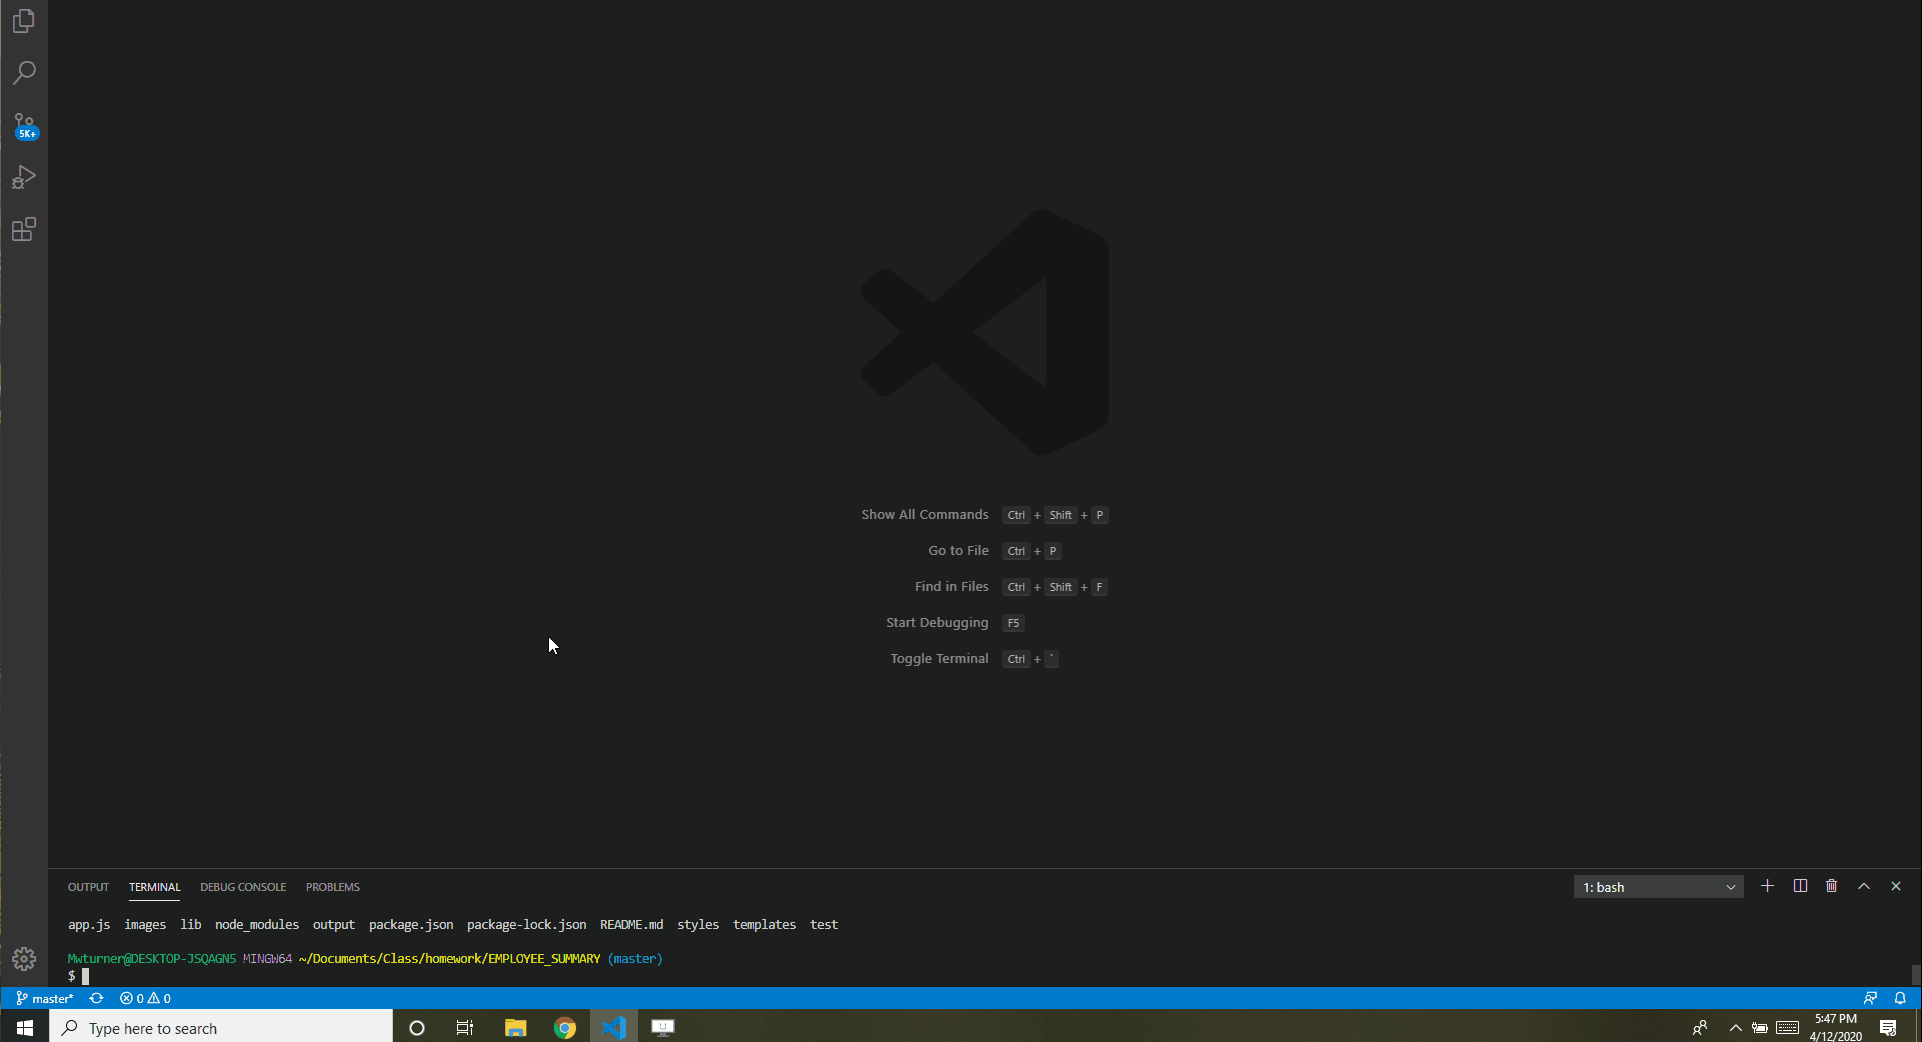 5K+
Show All Commands Ctrl + Shift + P
Go to File Ctrl + P
Find in Files Ctrl + Shift + F
Start Debugging F5
Toggle Terminal Ctrl + `
OUTPUT TERMINAL DEBUG CONSOLE PROBLEMS 1: bash
app.js images lib node_modules output package.json package-lock.json README.md styles templates test
Mwturner@DESKTOP-JSQAGN5 MINGW64 ~/Documents/Class/homework/EMPLOYEE_SUMMARY (master)
$
master* 0 0
Type here to search
5:47 PM
4/12/2020